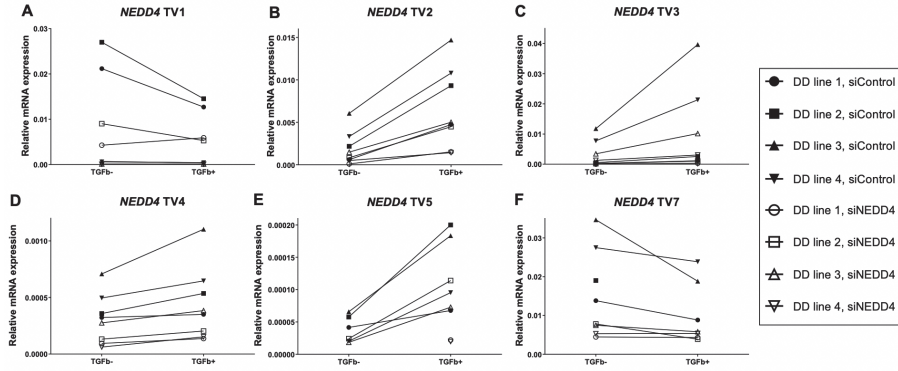 A
NEDD4 TV1
Relative mRNA expression
0.03
0.02
0.01
0.00
TGFb-
TGFb+
B
NEDD4 TV2
Relative mRNA expression
0.015
0.010
0.005
0.000
TGFb-
TGFb+
C
NEDD4 TV3
Relative mRNA expression
0.04
0.03
0.02
0.01
0.00
TGFb-
TGFb+
D
NEDD4 TV4
Relative mRNA expression
0.0010
0.0005
0.0000
TGFb-
TGFb+
E
NEDD4 TV5
Relative mRNA expression
0.00020
0.00015
0.00010
0.00005
0.00000
TGFb-
TGFb+
F
NEDD4 TV7
Relative mRNA expression
0.03
0.02
0.01
0.00
TGFb-
TGFb+
DD line 1, siControl
DD line 2, siControl
DD line 3, siControl
DD line 4, siControl
DD line 1, siNEDD4
DD line 2, siNEDD4
DD line 3, siNEDD4
DD line 4, siNEDD4